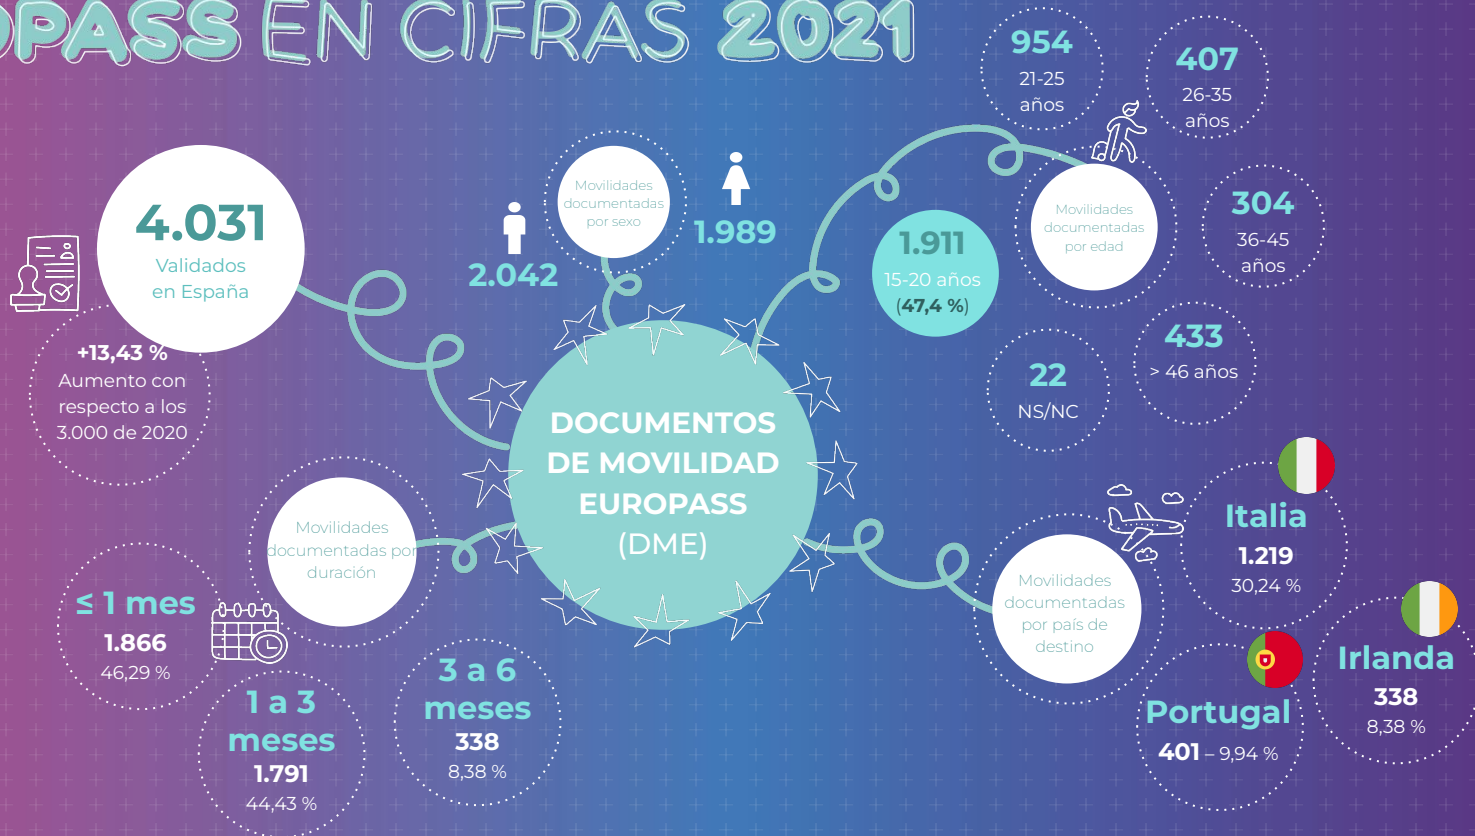 OPASS EN CIFRAS 2021
4.031
Validados
en España
+13,43 %
Aumento con
respecto a los
3.000 de 2020
Movilidades
documentadas
por sexo
2.042
1.989
Movilidades
documentadas
por edad
954
21-25
años
407
26-35
años
304
36-45
años
433
> 46 años
22
NS/NC
1.911
15-20 años
(47,4 %)
DOCUMENTOS
DE MOVILIDAD
EUROPASS
(DME)
Movilidades
documentadas por
duración
≤ 1 mes
1.866
46,29 %
1 a 3
meses
1.791
44,43 %
3 a 6
meses
338
8,38 %
Movilidades
documentadas
por país de
destino
Italia
1.219
30,24 %
Irlanda
338
8,38 %
Portugal
401 – 9,94 %